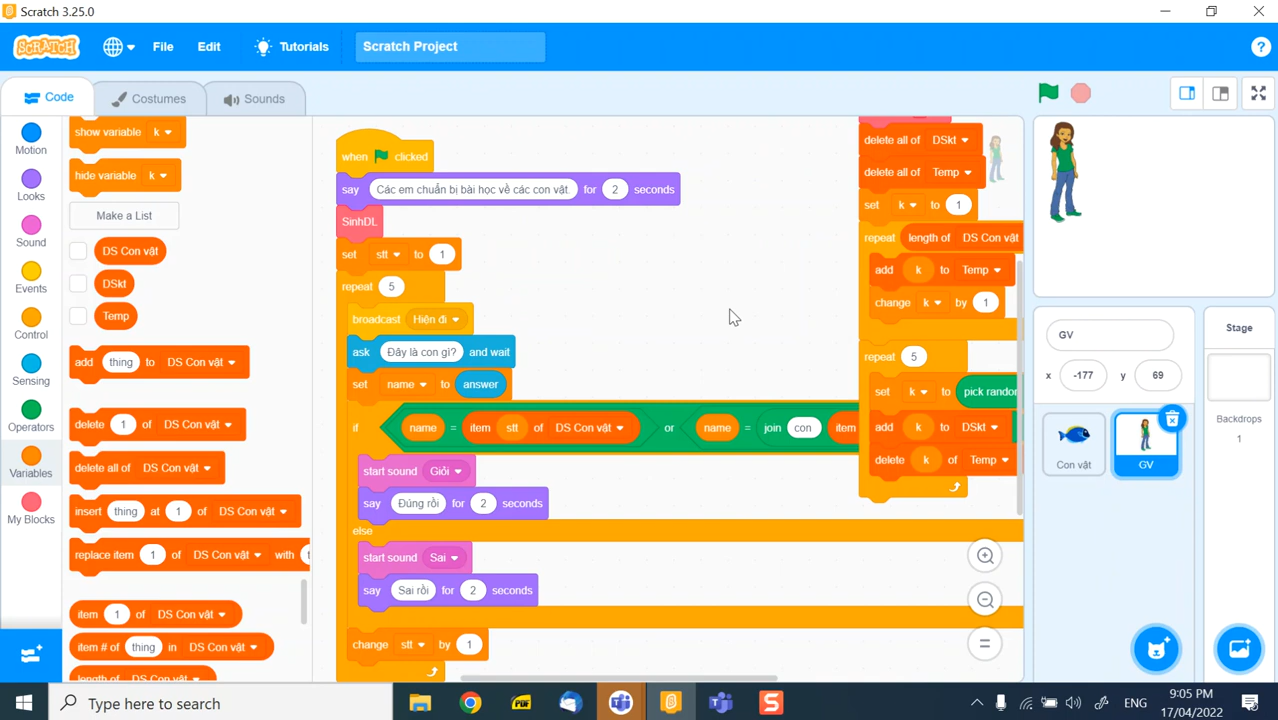 Scratch 3.25.0
SCRATCH File Edit Tutorials Scratch Project
Code Costumes Sounds
Motion
Looks
Sound
Events
Control
Sensing
Operators
Variables
My Blocks
show variable k
hide variable k
Make a List
DS Con vật
DSkt
Temp
add thing to DS Con vật
delete 1 of DS Con vật
delete all of DS Con vật
insert thing at 1 of DS Con vật
replace item 1 of DS Con vật with
item 1 of DS Con vật
item # of thing in DS Con vật
length of DS Con vật
when clicked
say Các em chuẩn bị bài học về các con vật. for 2 seconds
SinhDL
set stt to 1
repeat 5
broadcast Hiện đi
ask Đây là con gì? and wait
set name to answer
if name = item stt of DS Con vật or name = join con item
start sound Giỏi
say Đúng rồi for 2 seconds
else
start sound Sai
say Sai rồi for 2 seconds
change stt by 1
delete all of DSkt
delete all of Temp
set k to 1
repeat length of DS Con vật
add k to Temp
change k by 1
repeat 5
set k to pick random
add k to DSkt
delete k of Temp
GV
x -177 y 69
Con vật
GV
Stage
Backdrops
1
Type here to search
PDF
S
ENG
9:05 PM
17/04/2022